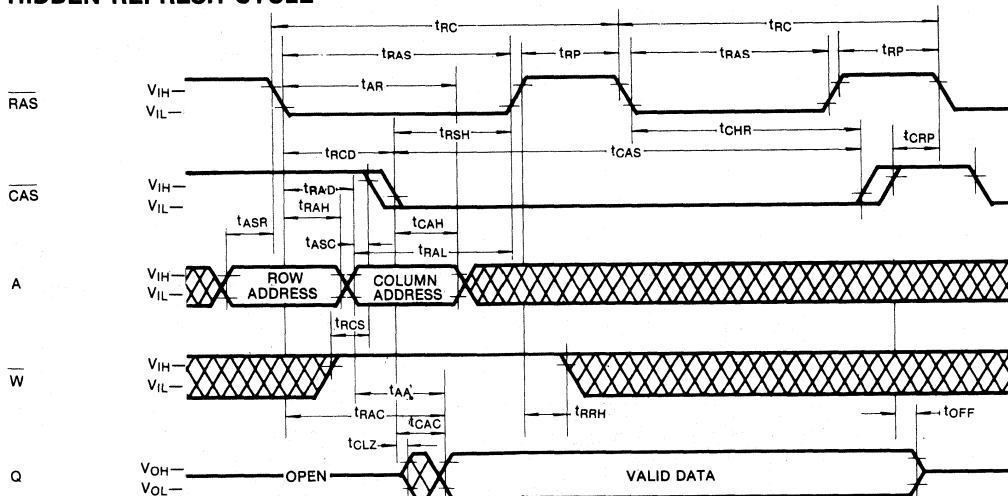 HIDDEN REFRESH CYCLE
tRC tRC
tRAS tRP tRAS tRP
tAR
RAS VIH—
VIL—
tRSH tCHR
tRCD tCAS tCRP
CAS VIH—
VIL—
tRAD
tRAH
tASR tCAH
tASC tRAL
A VIH—
VIL—
ROW
ADDRESS
COLUMN
ADDRESS
tRCS
W VIH—
VIL—
tAA
tRAC tRRH tOFF
tCAC
tCLZ
Q VOH—
VOL—
OPEN VALID DATA